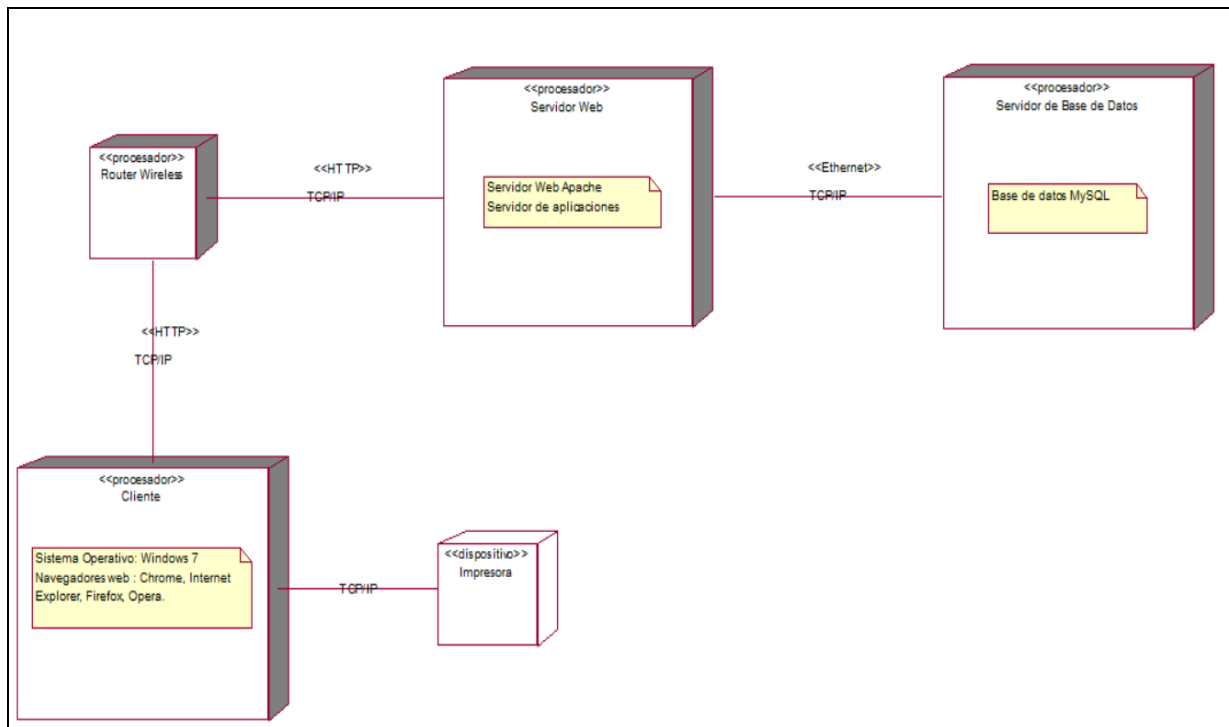 <<procesador>>
Router Wireless
<<HTTP>>
TCP/IP
<<procesador>>
Servidor Web
Servidor Web Apache
Servidor de aplicaciones
<<Ethernet>>
TCP/IP
<<procesador>>
Servidor de Base de Datos
Base de datos MySQL
<<HTTP>>
TCP/IP
<<procesador>>
Cliente
Sistema Operativo: Windows 7
Navegadores web : Chrome, Internet
Explorer, Firefox, Opera.
TCP/IP
<<dispositivo>>
Impresora